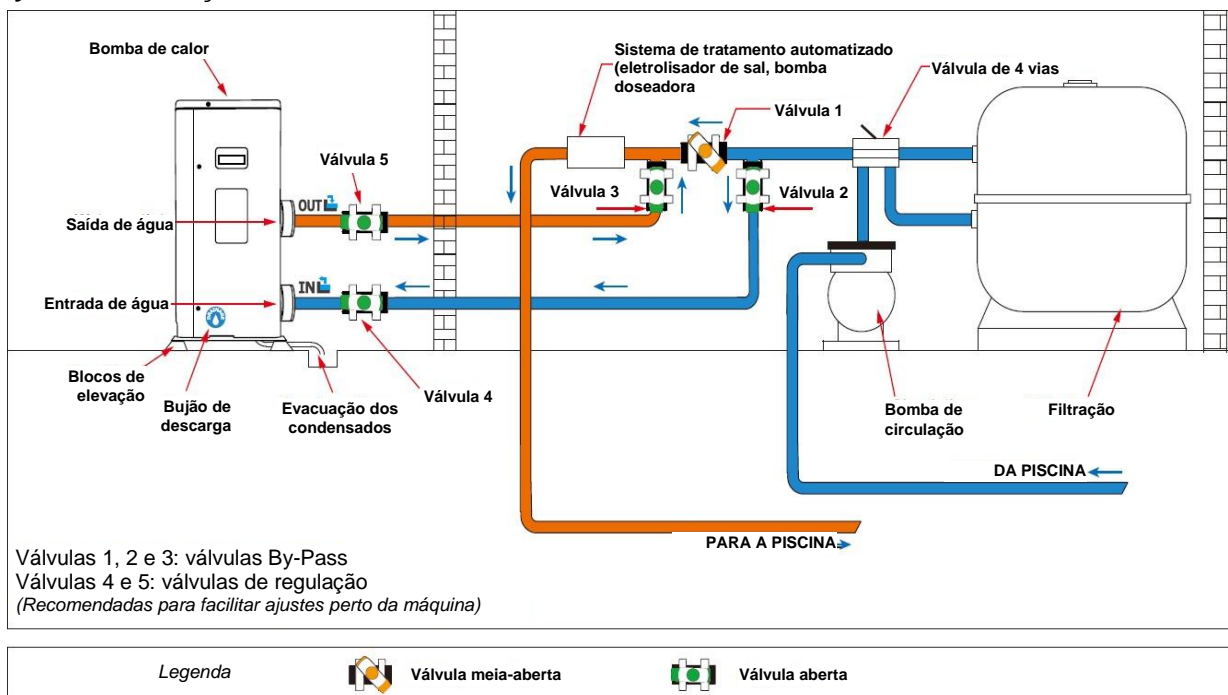 Bomba de calor
Sistema de tratamento automatizado
(eletrolisador de sal, bomba
doseadora
Válvula de 4 vias
Válvula 1
Válvula 5
Válvula 3
Válvula 2
OUT
Saída de água
IN
Entrada de água
Blocos de
elevação
Bujão de
descarga
Evacuação dos
condensados
Válvula 4
Bomba de
circulação
Filtração
DA PISCINA
PARA A PISCINA
Válvulas 1, 2 e 3: válvulas By-Pass
Válvulas 4 e 5: válvulas de regulação
(Recomendadas para facilitar ajustes perto da máquina)
Legenda
Válvula meia-aberta
Válvula aberta